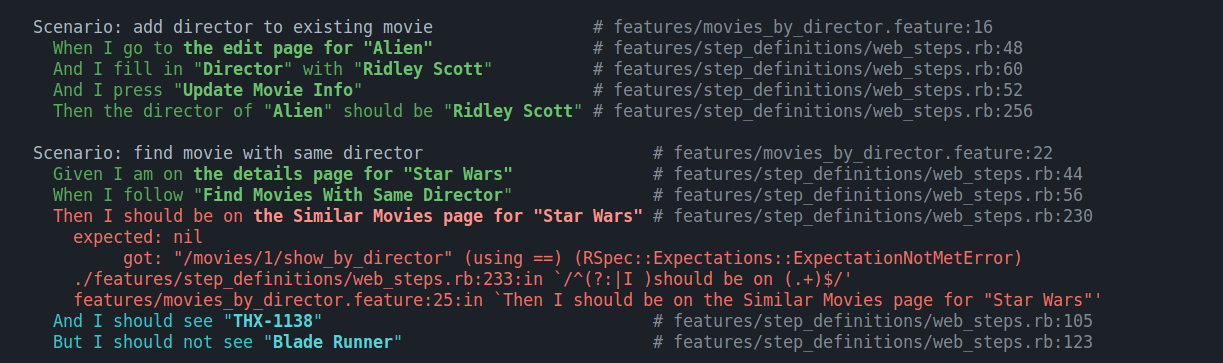 Scenario: add director to existing movie # features/movies_by_director.feature:16
When I go to the edit page for "Alien" # features/step_definitions/web_steps.rb:48
And I fill in "Director" with "Ridley Scott" # features/step_definitions/web_steps.rb:60
And I press "Update Movie Info" # features/step_definitions/web_steps.rb:52
Then the director of "Alien" should be "Ridley Scott" # features/step_definitions/web_steps.rb:256
Scenario: find movie with same director # features/movies_by_director.feature:22
Given I am on the details page for "Star Wars" # features/step_definitions/web_steps.rb:44
When I follow "Find Movies With Same Director" # features/step_definitions/web_steps.rb:56
Then I should be on the Similar Movies page for "Star Wars" # features/step_definitions/web_steps.rb:230
expected: nil
got: "/movies/1/show_by_director" (using ==) (RSpec::Expectations::ExpectationNotMetError)
./features/step_definitions/web_steps.rb:233:in `/^(?:|I )should be on (.+)$/'
features/movies_by_director.feature:25:in `Then I should be on the Similar Movies page for "Star Wars"'
And I should see "THX-1138" # features/step_definitions/web_steps.rb:105
But I should not see "Blade Runner" # features/step_definitions/web_steps.rb:123